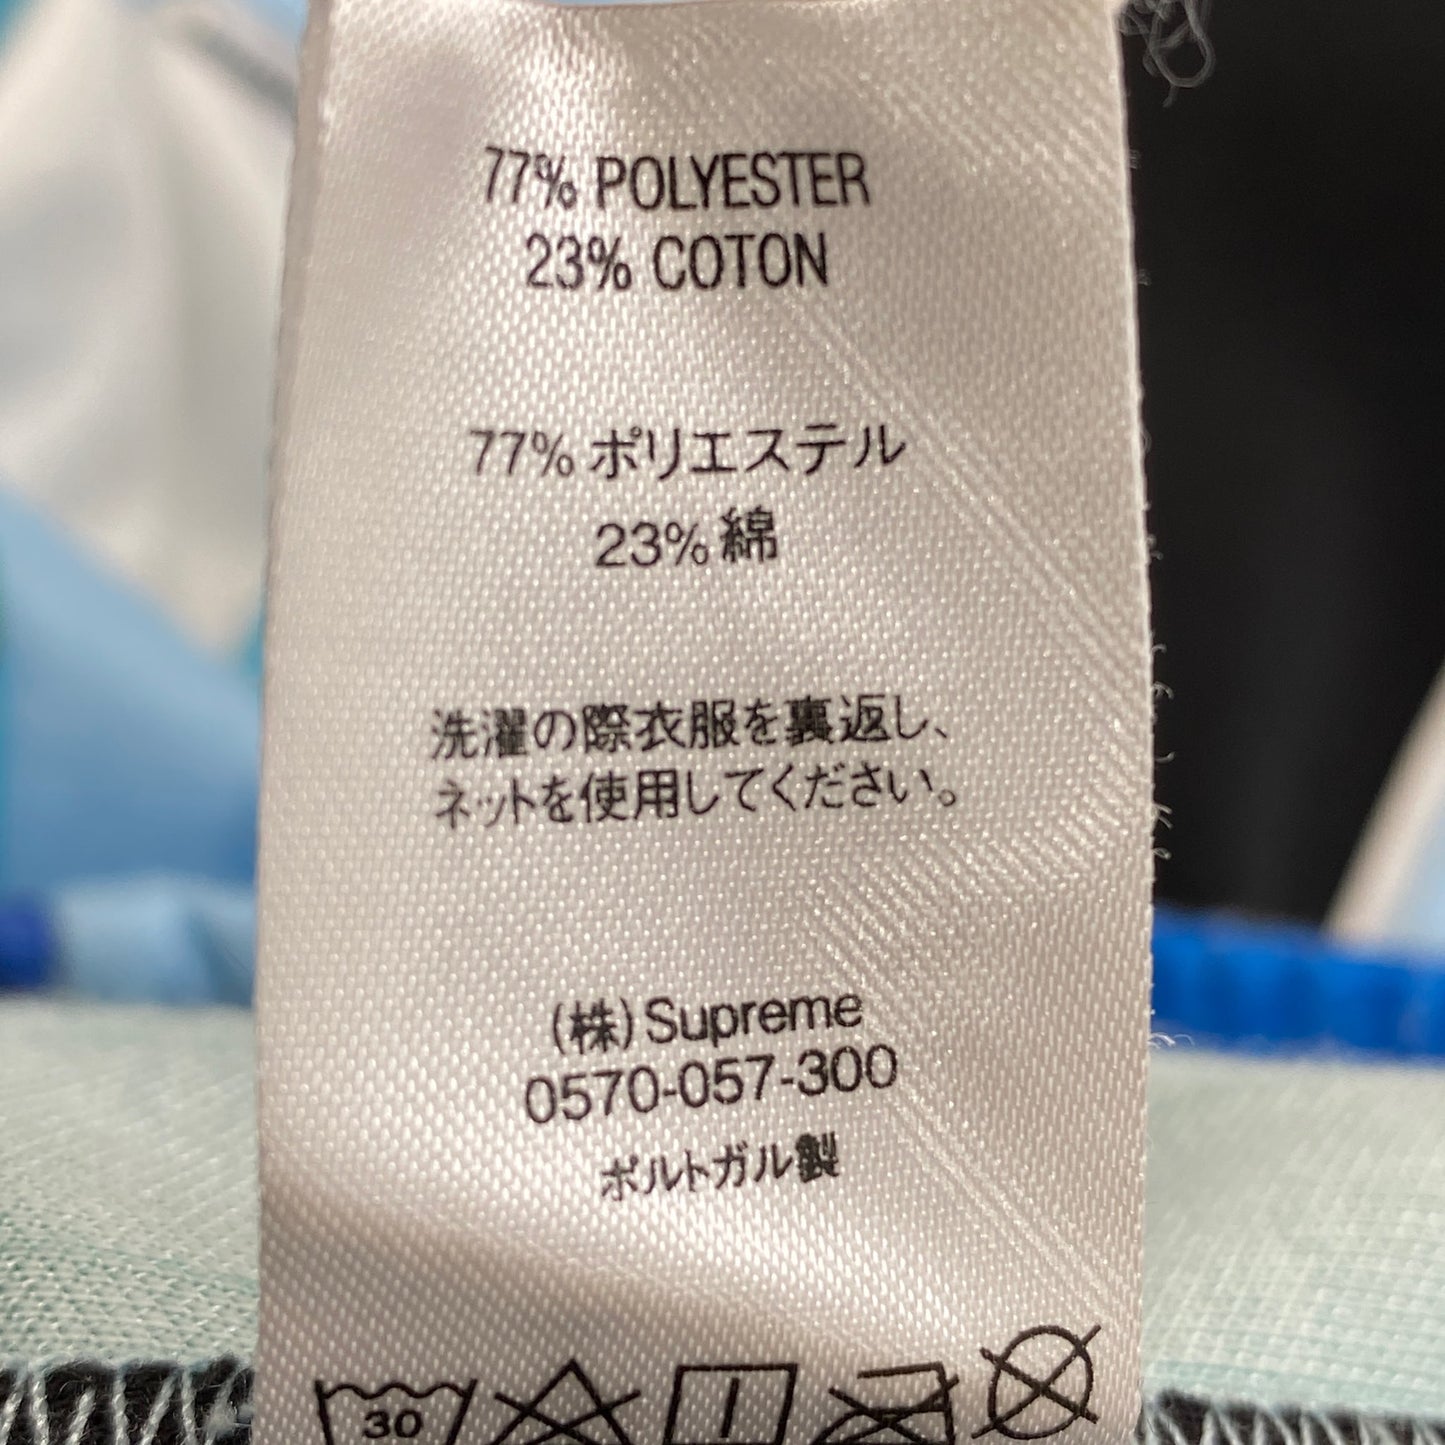 77% POLYESTER
23% COTON
77% ポリエステル
23% 綿
洗濯の際衣服を裏返し、
ネットを使用してください。
(株) Supreme
0570-057-300
ポルトガル製
30